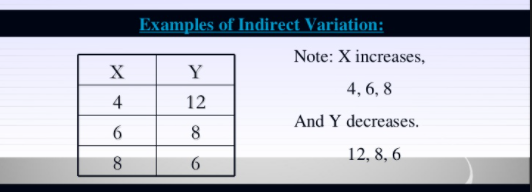 Examples of Indirect Variation:
X Y
4 12
6 8
8 6
Note: X increases,
4, 6, 8
And Y decreases.
12, 8, 6